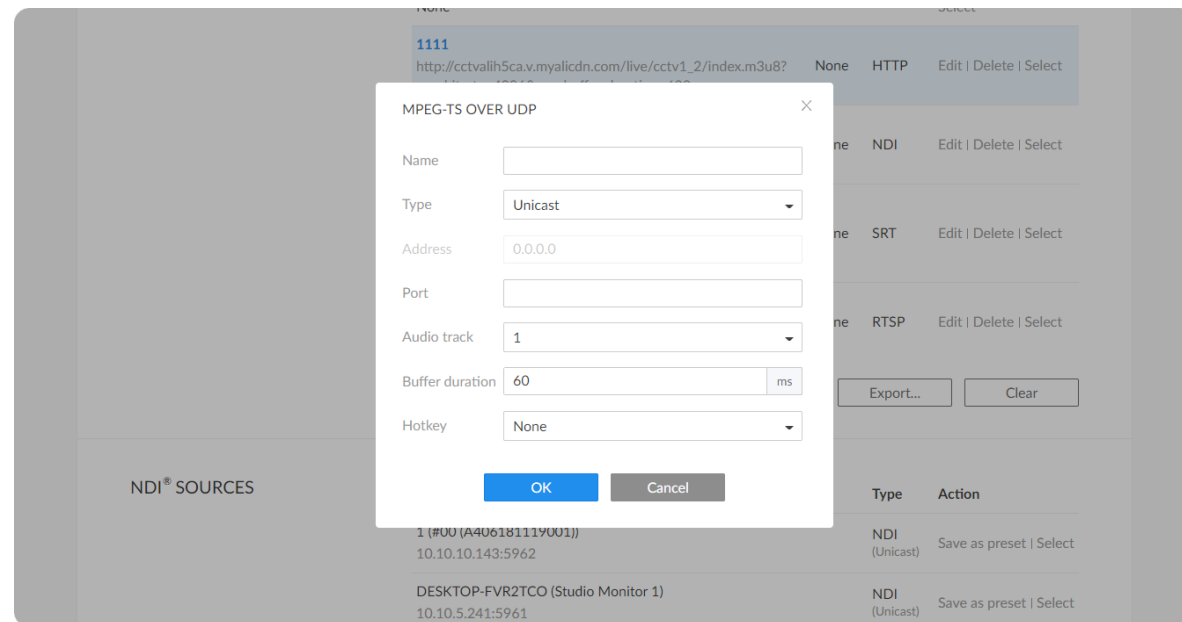 1111
http://cctvalih5ca.v.myalicdn.com/live/cctv1_2/index.m3u8? None HTTP Edit | Delete | Select
MPEG-TS OVER UDP
Name
NDI Edit | Delete | Select
Type Unicast
Address 0.0.0.0
SRT Edit | Delete | Select
Port
RTSP Edit | Delete | Select
Audio track 1
Buffer duration 60 ms
Export... Clear
Hotkey None
OK Cancel
NDI® SOURCES
Type Action
1 (#00 (A406181119001))
10.10.10.143:5962
NDI
(Unicast)
Save as preset | Select
DESKTOP-FVR2TCO (Studio Monitor 1)
10.10.5.241:5961
NDI
(Unicast)
Save as preset | Select